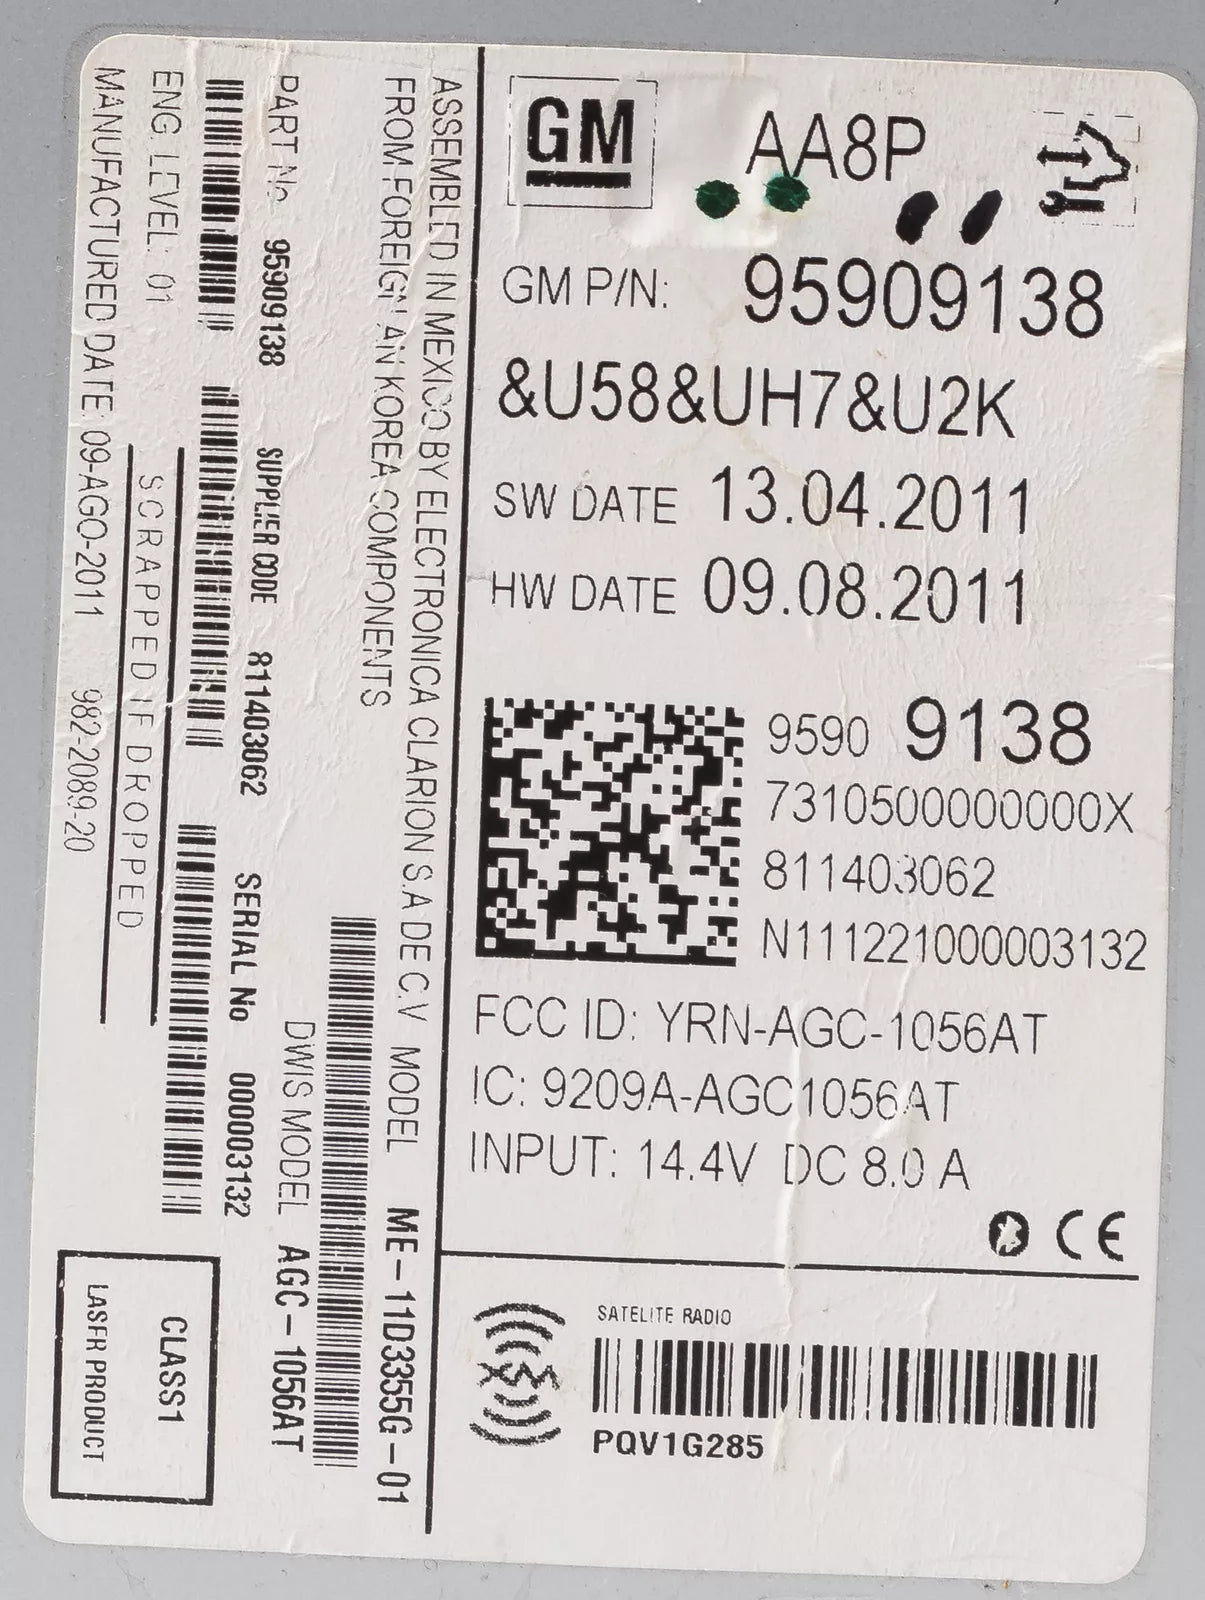 GM
AA8P
GM P/N: 95909138
&U58&UH7&U2K
SW DATE 13.04.2011
HW DATE 09.08.2011
9590 9138
7310500000000X
811403062
N111221000003132
FCC ID: YRN-AGC-1056AT
IC: 9209A-AGC1056AT
INPUT: 14.4V DC 8.0 A
CE
SATELITE RADIO
PQV1G285
ASSEMBLED IN MEXICO BY ELECTRONICA CLARION S.A DE C.V MODEL ME-11D3355G-01
FROM FOREIGN AN KOREA COMPONENTS
DWIS MODEL AGC-1056AT
PART No 95909138 SUPPLIER CODE 811403062 SERIAL No 000003132
ENG LEVEL: 01
SCRAPPED IF DROPPED
MANUFACTURED DATE: 09-AGO-2011 982-2089-20
CLASS1
LASER PRODUCT